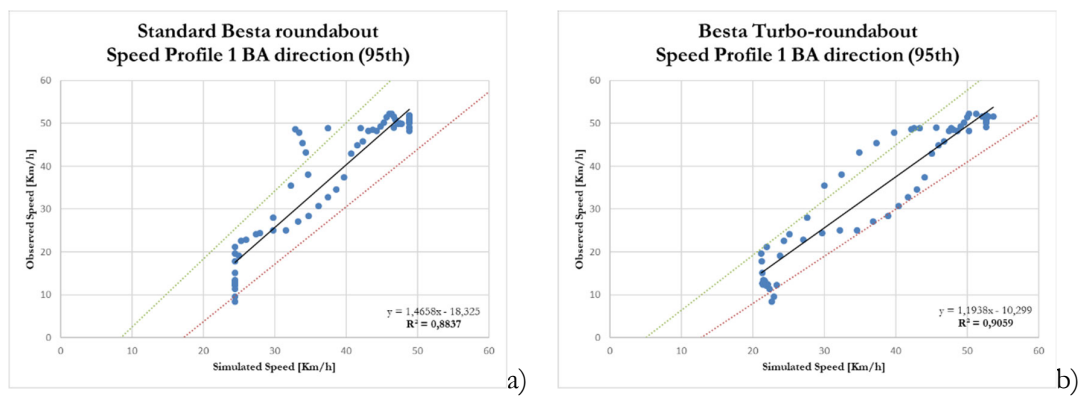 Standard Besta roundabout
Speed Profile 1 BA direction (95th)
60
50
40
30
20
10
0
Observed Speed [Km/h]
0 10 20 30 40 50 60
Simulated Speed [Km/h]
y = 1,4658x - 18,325
R² = 0,8837
a)
Besta Turbo-roundabout
Speed Profile 1 BA direction (95th)
60
50
40
30
20
10
0
Observed Speed [Km/h]
0 10 20 30 40 50 60
Simulated Speed [Km/h]
y = 1,1938x - 10,299
R² = 0,9059
b)